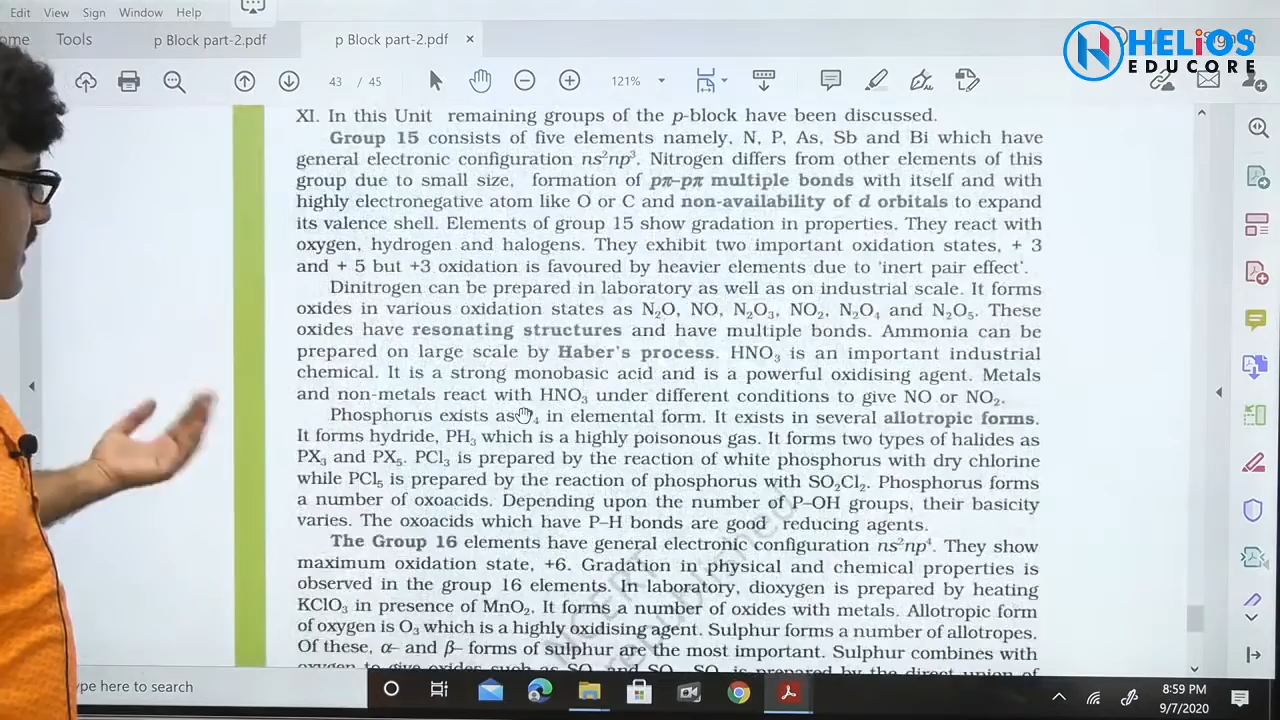 Edit View Sign Window Help
ome Tools p Block part-2.pdf p Block part-2.pdf ×
HELiOS
EDUCORE
43 / 45 121%
XI. In this Unit remaining groups of the p-block have been discussed.
Group 15 consists of five elements namely, N, P, As, Sb and Bi which have
general electronic configuration ns²np³. Nitrogen differs from other elements of this
group due to small size, formation of pπ–pπ multiple bonds with itself and with
highly electronegative atom like O or C and non-availability of d orbitals to expand
its valence shell. Elements of group 15 show gradation in properties. They react with
oxygen, hydrogen and halogens. They exhibit two important oxidation states, + 3
and + 5 but +3 oxidation is favoured by heavier elements due to ‘inert pair effect’.
Dinitrogen can be prepared in laboratory as well as on industrial scale. It forms
oxides in various oxidation states as N₂O, NO, N₂O₃, NO₂, N₂O₄ and N₂O₅. These
oxides have resonating structures and have multiple bonds. Ammonia can be
prepared on large scale by Haber's process. HNO₃ is an important industrial
chemical. It is a strong monobasic acid and is a powerful oxidising agent. Metals
and non-metals react with HNO₃ under different conditions to give NO or NO₂.
Phosphorus exists as ₄ in elemental form. It exists in several allotropic forms.
It forms hydride, PH₃ which is a highly poisonous gas. It forms two types of halides as
PX₃ and PX₅. PCl₃ is prepared by the reaction of white phosphorus with dry chlorine
while PCl₅ is prepared by the reaction of phosphorus with SO₂Cl₂. Phosphorus forms
a number of oxoacids. Depending upon the number of P–OH groups, their basicity
varies. The oxoacids which have P–H bonds are good reducing agents.
The Group 16 elements have general electronic configuration ns²np⁴. They show
maximum oxidation state, +6. Gradation in physical and chemical properties is
observed in the group 16 elements. In laboratory, dioxygen is prepared by heating
KClO₃ in presence of MnO₂. It forms a number of oxides with metals. Allotropic form
of oxygen is O₃ which is a highly oxidising agent. Sulphur forms a number of allotropes.
Of these, α– and β– forms of sulphur are the most important. Sulphur combines with
oxygen to give oxides such as SO and SO SO is prepared by the direct union of
ype here to search
8:59 PM
9/7/2020